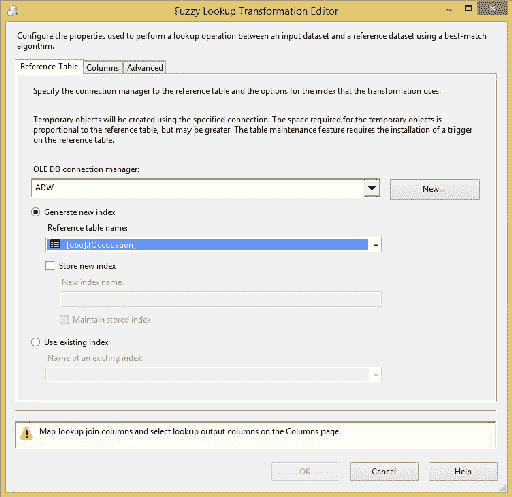 Fuzzy Lookup Transformation Editor
Configure the properties used to perform a lookup operation between an input dataset and a reference dataset using a best-match
algorithm.
Reference Table Columns Advanced
Specify the connection manager to the reference table and the options for the index that the transformation uses.
Temporary objects will be created using the specified connection. The space required for the temporary objects is
proportional to the reference table, but may be greater. The table maintenance feature requires the installation of a trigger
on the reference table.
OLE DB connection manager:
ADW
New...
Generate new index
Reference table name:
[dbo].[Occupation]
Store new index
New index name:
Maintain stored index
Use existing index
Name of an existing index:
Map lookup join columns and select lookup output columns on the Columns page.
OK
Cancel
Help